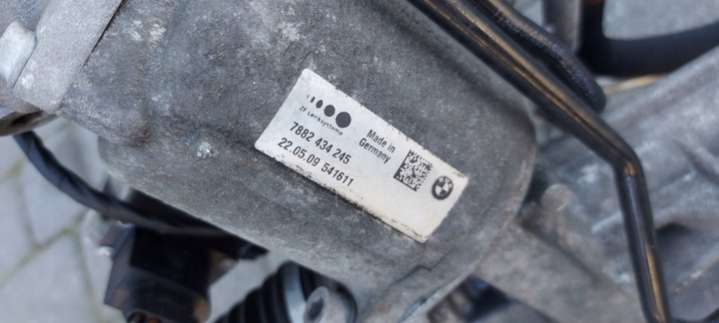 ZF Lenksysteme
Made in
Germany
7882 434 245
22.05.09 541611